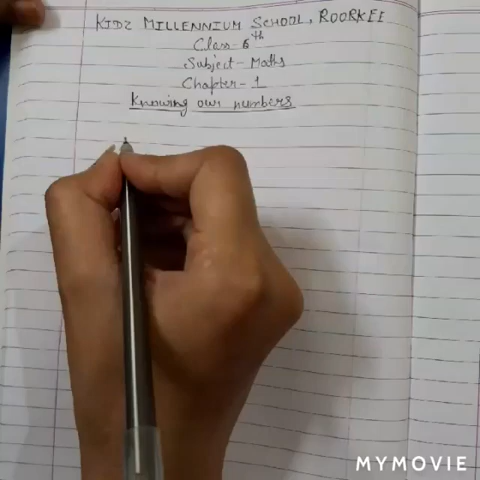 KIDZ MILLENNIUM SCHOOL, ROORKEE
Class-6th
Subject-Maths
Chapter-1
Knowing our numbers
MYMOVIE